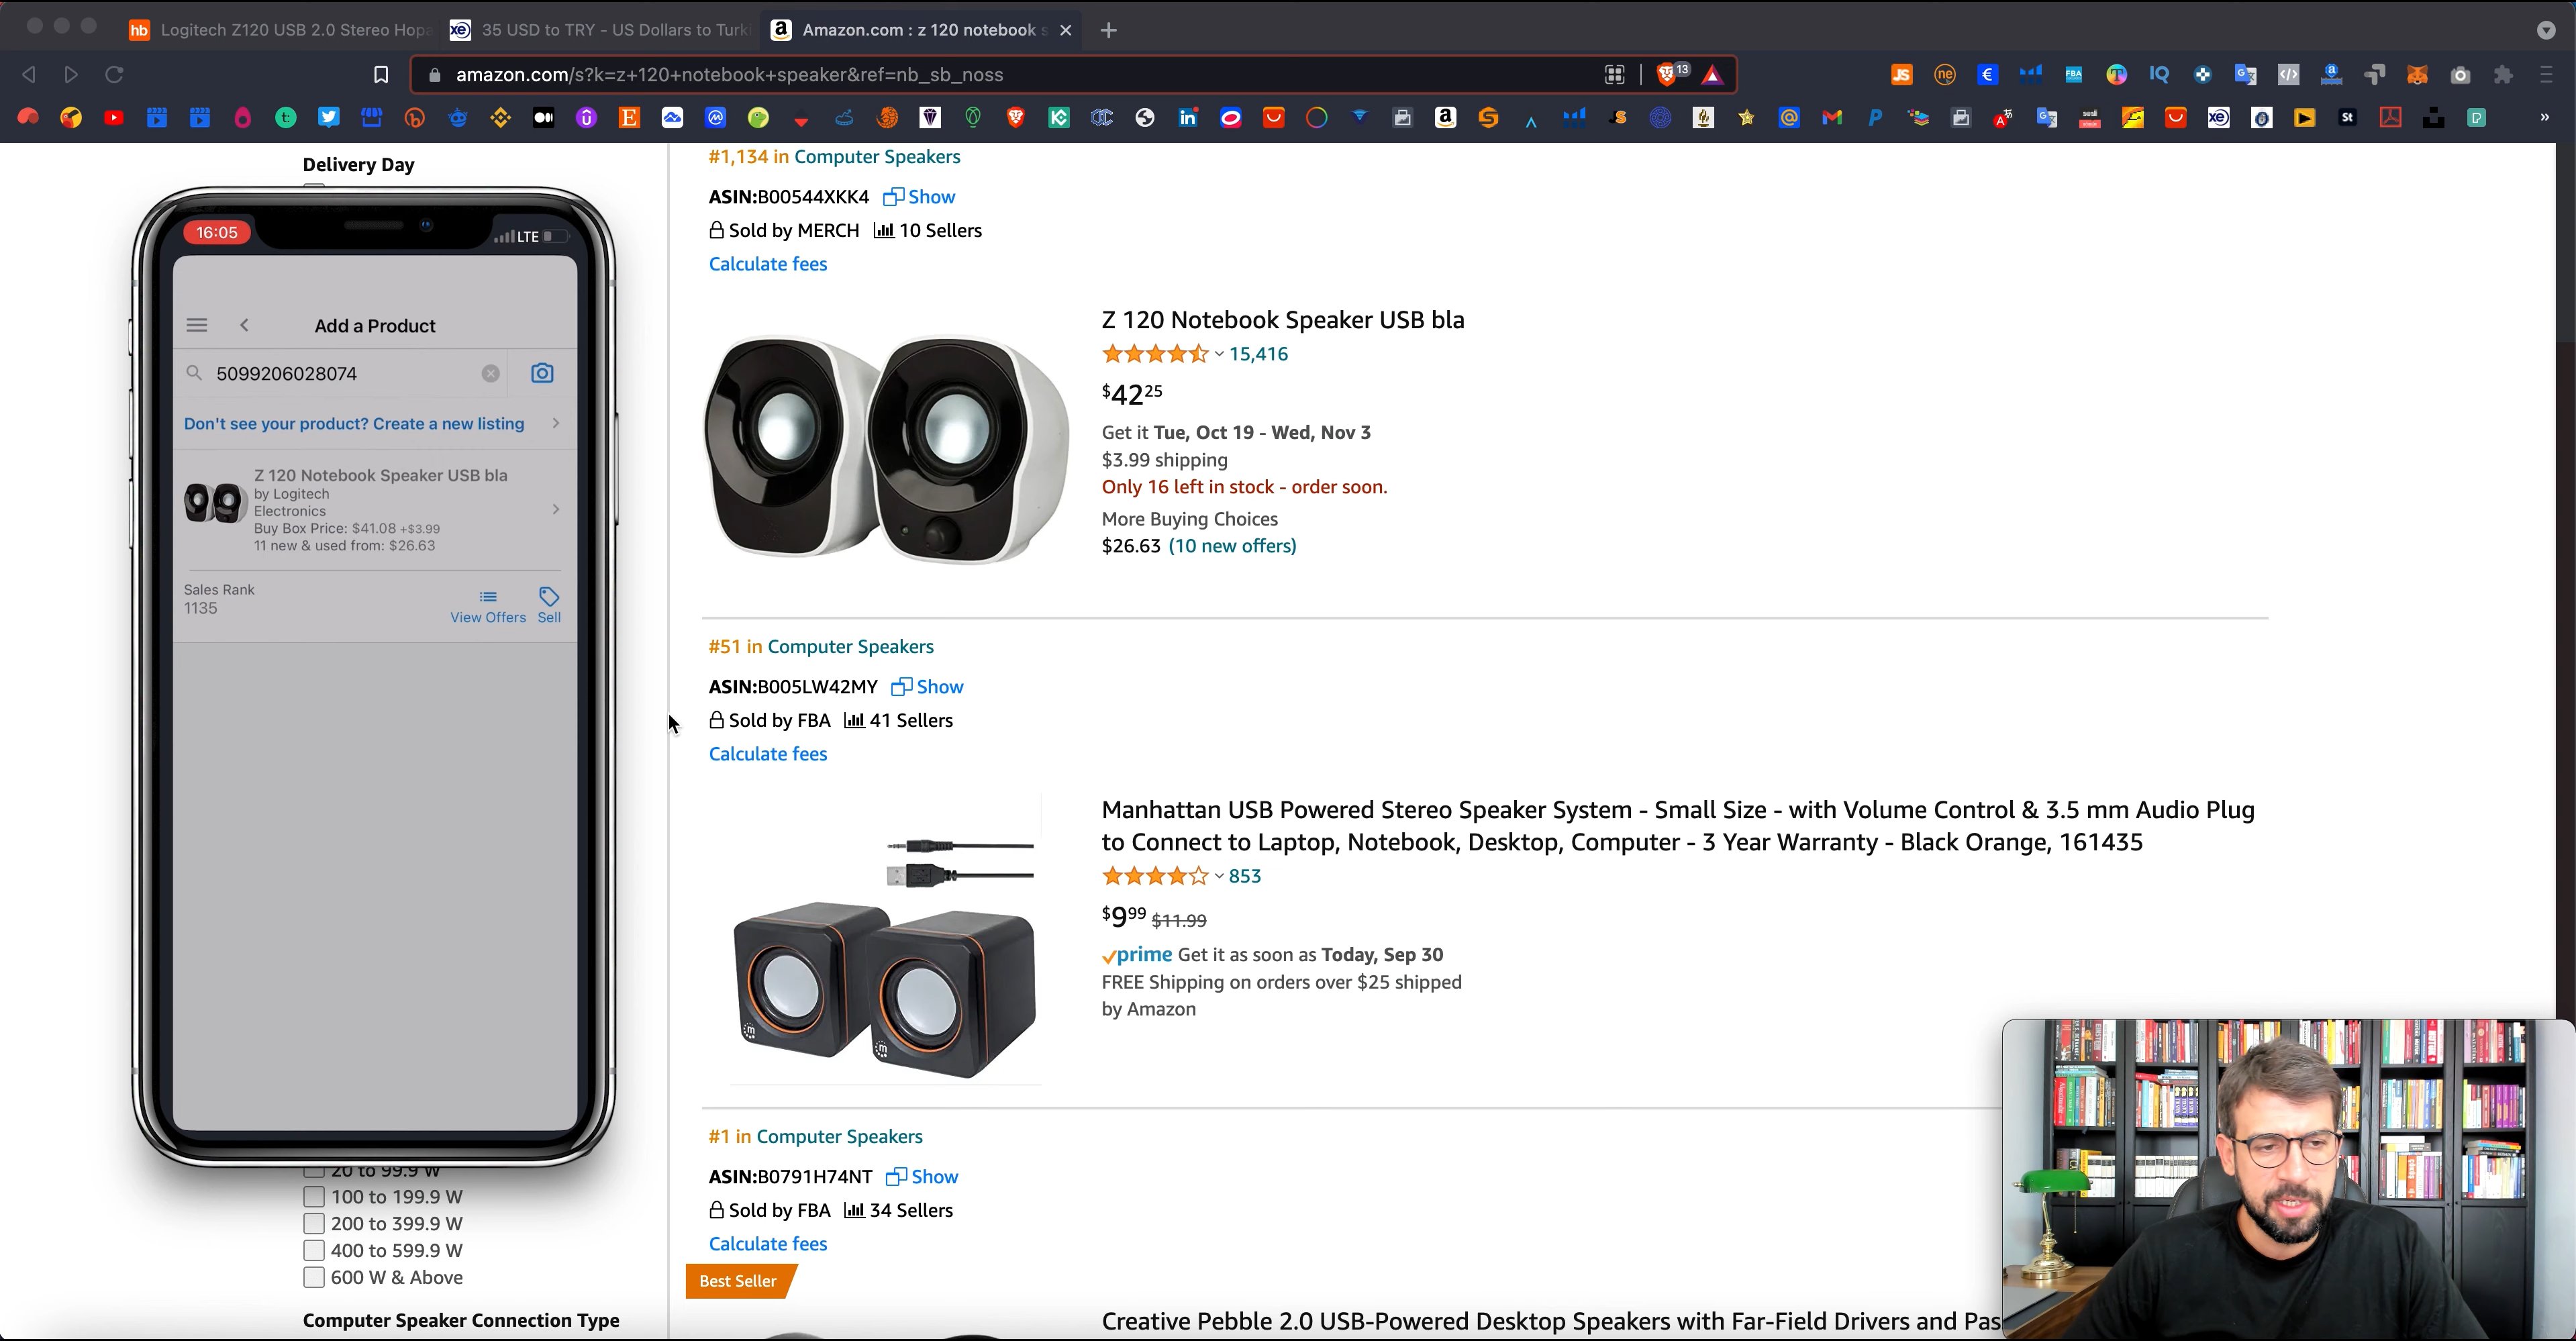 Logitech Z120 USB 2.0 Stereo Hopa
35 USD to TRY - US Dollars to Turk
Amazon.com : z 120 notebook s
amazon.com/s?k=z+120+notebook+speaker&ref=nb_sb_noss
13
Delivery Day
16:05
LTE
Add a Product
5099206028074
Don't see your product? Create a new listing
Z 120 Notebook Speaker USB bla
by Logitech
Electronics
Buy Box Price: $41.08 +$3.99
11 new & used from: $26.63
Sales Rank
1135
View Offers
Sell
20 to 99.9 W
100 to 199.9 W
200 to 399.9 W
400 to 599.9 W
600 W & Above
Computer Speaker Connection Type
#1,134 in Computer Speakers
ASIN:B00544XKK4 Show
Sold by MERCH 10 Sellers
Calculate fees
Z 120 Notebook Speaker USB bla
15,416
$42 25
Get it Tue, Oct 19 - Wed, Nov 3
$3.99 shipping
Only 16 left in stock - order soon.
More Buying Choices
$26.63 (10 new offers)
#51 in Computer Speakers
ASIN:B005LW42MY Show
Sold by FBA 41 Sellers
Calculate fees
Manhattan USB Powered Stereo Speaker System - Small Size - with Volume Control & 3.5 mm Audio Plug
to Connect to Laptop, Notebook, Desktop, Computer - 3 Year Warranty - Black Orange, 161435
853
$9 99 $11.99
prime Get it as soon as Today, Sep 30
FREE Shipping on orders over $25 shipped
by Amazon
#1 in Computer Speakers
ASIN:B0791H74NT Show
Sold by FBA 34 Sellers
Calculate fees
Best Seller
Creative Pebble 2.0 USB-Powered Desktop Speakers with Far-Field Drivers and Pas